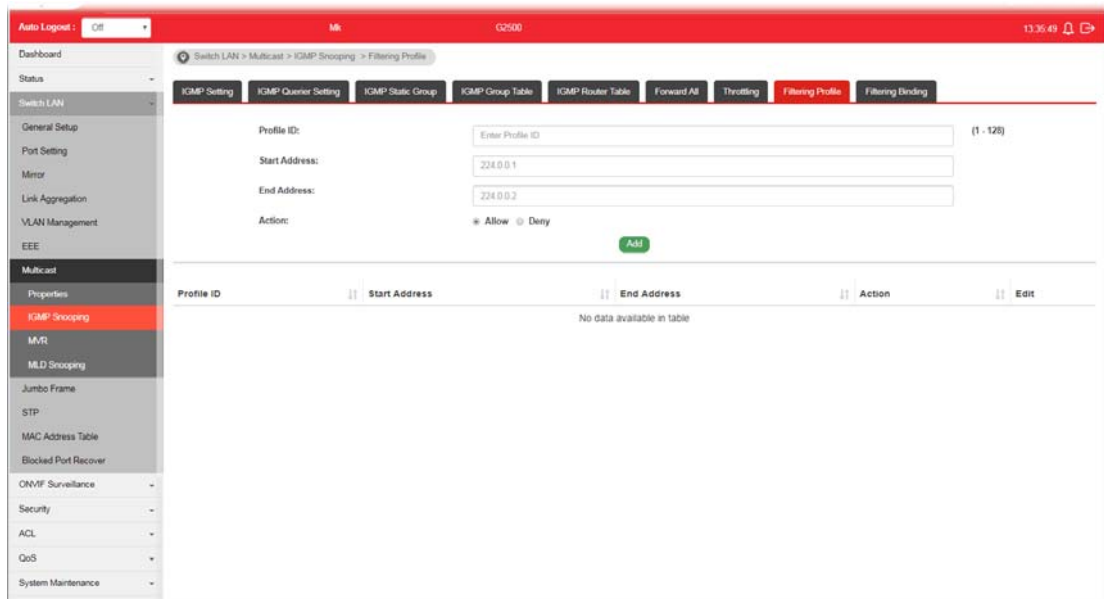 Auto Logout : Off Mk G2500 13:35:49
Switch LAN > Multicast > IGMP Snooping > Filtering Profile
IGMP Setting IGMP Querier Setting IGMP Static Group IGMP Group Table IGMP Router Table Forward All Throttling Filtering Profile Filtering Binding
Dashboard
Status
Switch LAN
General Setup
Port Setting
Mirror
Link Aggregation
VLAN Management
EEE
Multicast
Properties
IGMP Snooping
MVR
MLD Snooping
Jumbo Frame
STP
MAC Address Table
Blocked Port Recover
ONVIF Surveillance
Security
ACL
QoS
System Maintenance
Profile ID: Enter Profile ID (1 - 128)
Start Address: 224.0.0.1
End Address: 224.0.0.2
Action: Allow Deny
Add
Profile ID Start Address End Address Action Edit
No data available in table